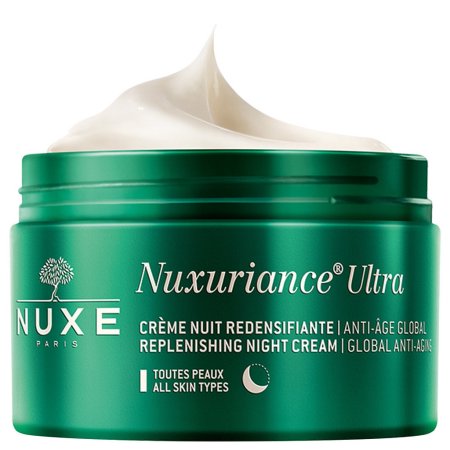 NUXE
PARIS
Nuxuriance® Ultra
CRÈME NUIT REDENSIFIANTE | ANTI-ÂGE GLOBAL
REPLENISHING NIGHT CREAM | GLOBAL ANTI-AGING
TOUTES PEAUX
ALL SKIN TYPES